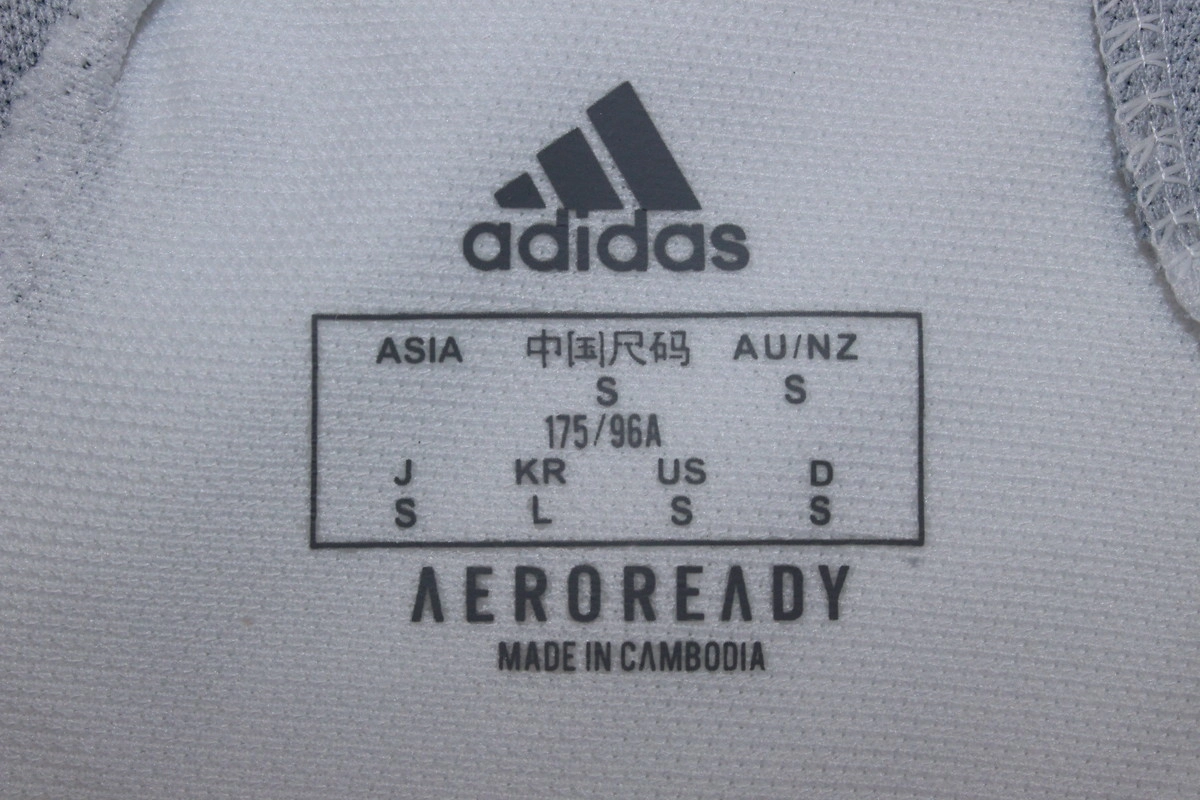 adidas
ASIA 中国尺码 AU/NZ
S S
175/96A
J KR US D
S L S S
AEROREADY
MADE IN CAMBODIA